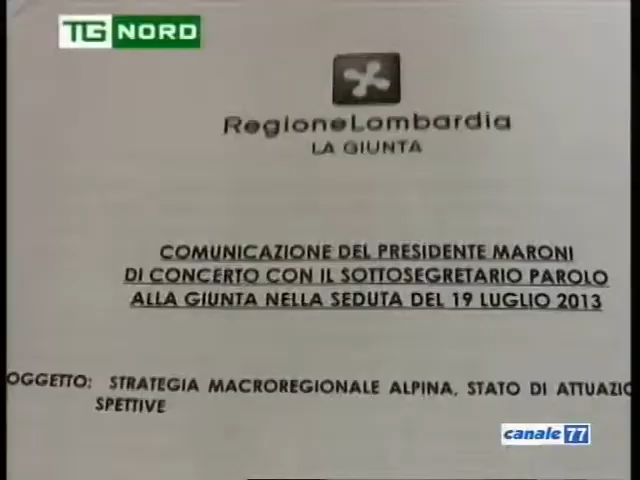 TG NORD
RegioneLombardia
LA GIUNTA
COMUNICAZIONE DEL PRESIDENTE MARONI
DI CONCERTO CON IL SOTTOSEGRETARIO PAROLO
ALLA GIUNTA NELLA SEDUTA DEL 19 LUGLIO 2013
OGGETTO: STRATEGIA MACROREGIONALE ALPINA, STATO DI ATTUAZIO
SPETTIVE
canale 77